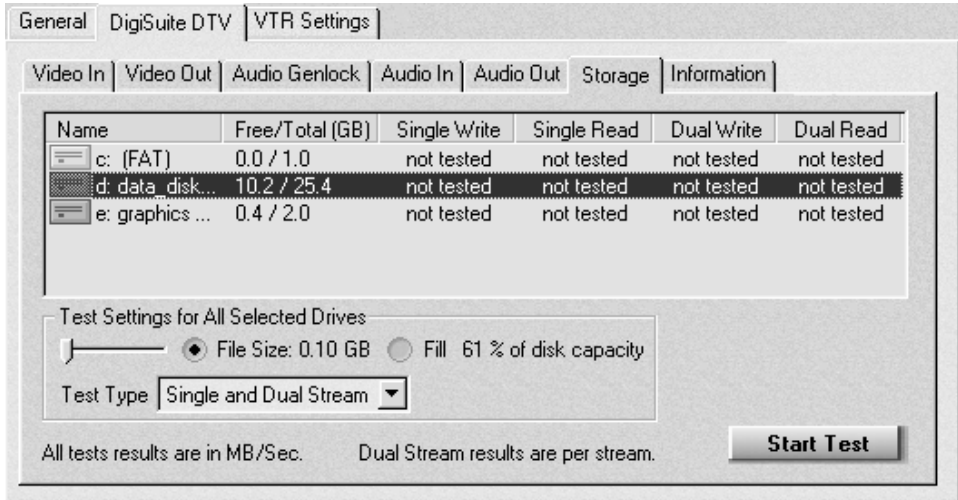 General DigiSuite DTV VTR Settings
Video In Video Out Audio Genlock Audio In Audio Out Storage Information
Name Free/Total (GB) Single Write Single Read Dual Write Dual Read
c: (FAT) 0.0 / 1.0 not tested not tested not tested not tested
d: data_disk... 10.2 / 25.4 not tested not tested not tested not tested
e: graphics ... 0.4 / 2.0 not tested not tested not tested not tested
Test Settings for All Selected Drives
File Size: 0.10 GB Fill 61 % of disk capacity
Test Type Single and Dual Stream
All tests results are in MB/Sec. Dual Stream results are per stream. Start Test